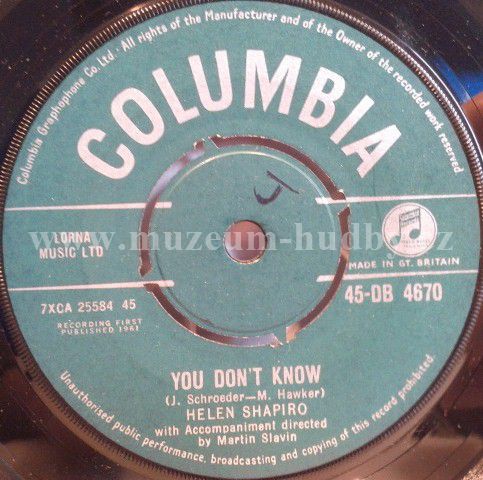 Columbia Graphophone Co. Ltd · All rights of the Manufacturer and of the Owner of the recorded work reserved
COLUMBIA
LORNA
MUSIC LTD
www.muzeum-hudby.cz
MADE IN GT. BRITAIN
7XCA 25584 45
45-DB 4670
RECORDING FIRST
PUBLISHED 1961
YOU DON'T KNOW
(J. Schroeder—M. Hawker)
HELEN SHAPIRO
with Accompaniment directed
by Martin Slavin
Unauthorised public performance, broadcasting and copying of this record prohibited.